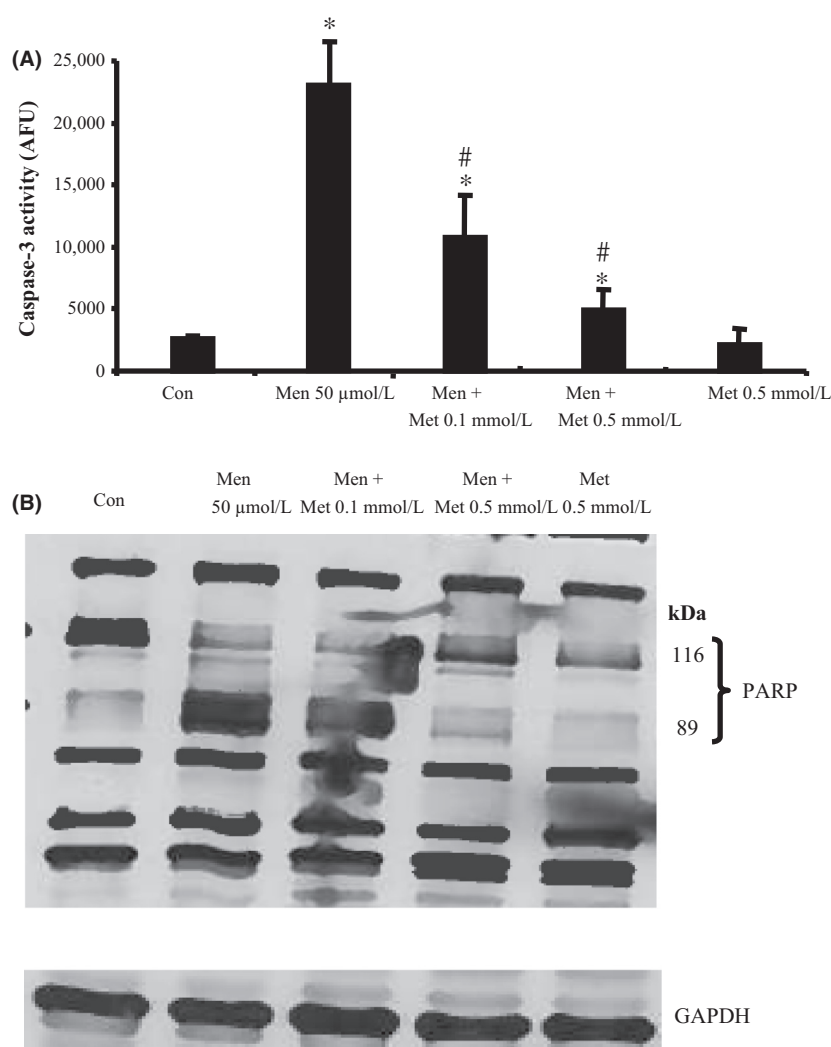 (A)
*
25,000
20,000
15,000
10,000
5000
0
Caspase-3 activity (AFU)
#
*
#
*
Con
Men 50 µmol/L
Men +
Met 0.1 mmol/L
Men +
Met 0.5 mmol/L
Met 0.5 mmol/L
(B)
Con
Men
50 µmol/L
Men +
Met 0.1 mmol/L
Men +
Met 0.5 mmol/L
Met
0.5 mmol/L
kDa
116
89
PARP
GAPDH